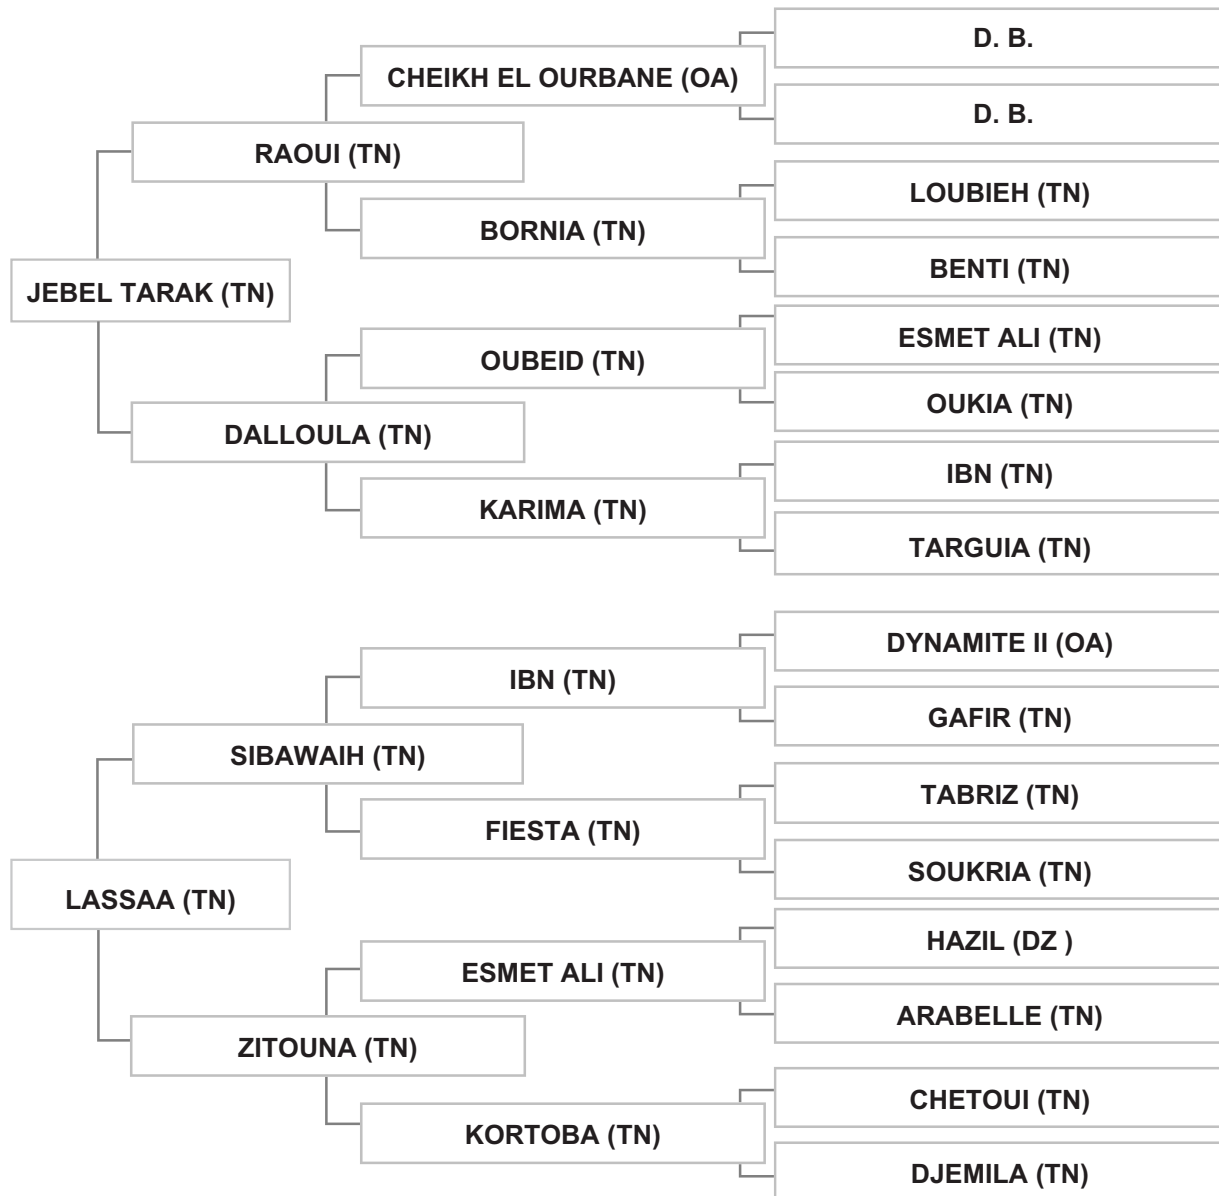 D. B.
CHEIKH EL OURBANE (OA)
D. B.
RAOUI (TN)
LOUBIEH (TN)
BORNIA (TN)
BENTI (TN)
JEBEL TARAK (TN)
ESMET ALI (TN)
OUBEID (TN)
OUKIA (TN)
DALLOULA (TN)
IBN (TN)
KARIMA (TN)
TARGUIA (TN)
DYNAMITE II (OA)
IBN (TN)
GAFIR (TN)
SIBAWAIH (TN)
TABRIZ (TN)
FIESTA (TN)
SOUKRIA (TN)
LASSAA (TN)
HAZIL (DZ )
ESMET ALI (TN)
ARABELLE (TN)
ZITOUNA (TN)
CHETOUI (TN)
KORTOBA (TN)
DJEMILA (TN)